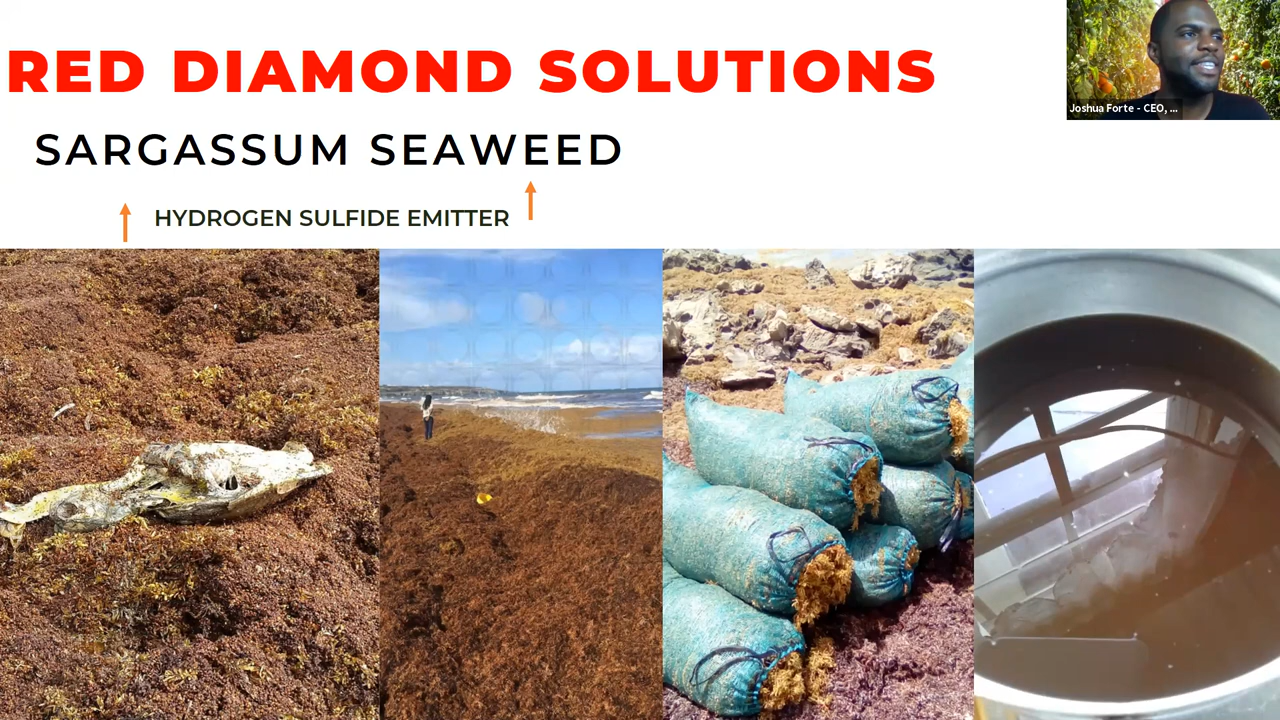 RED DIAMOND SOLUTIONS
SARGASSUM SEAWEED
HYDROGEN SULFIDE EMITTER
Joshua Forte - CEO, ...